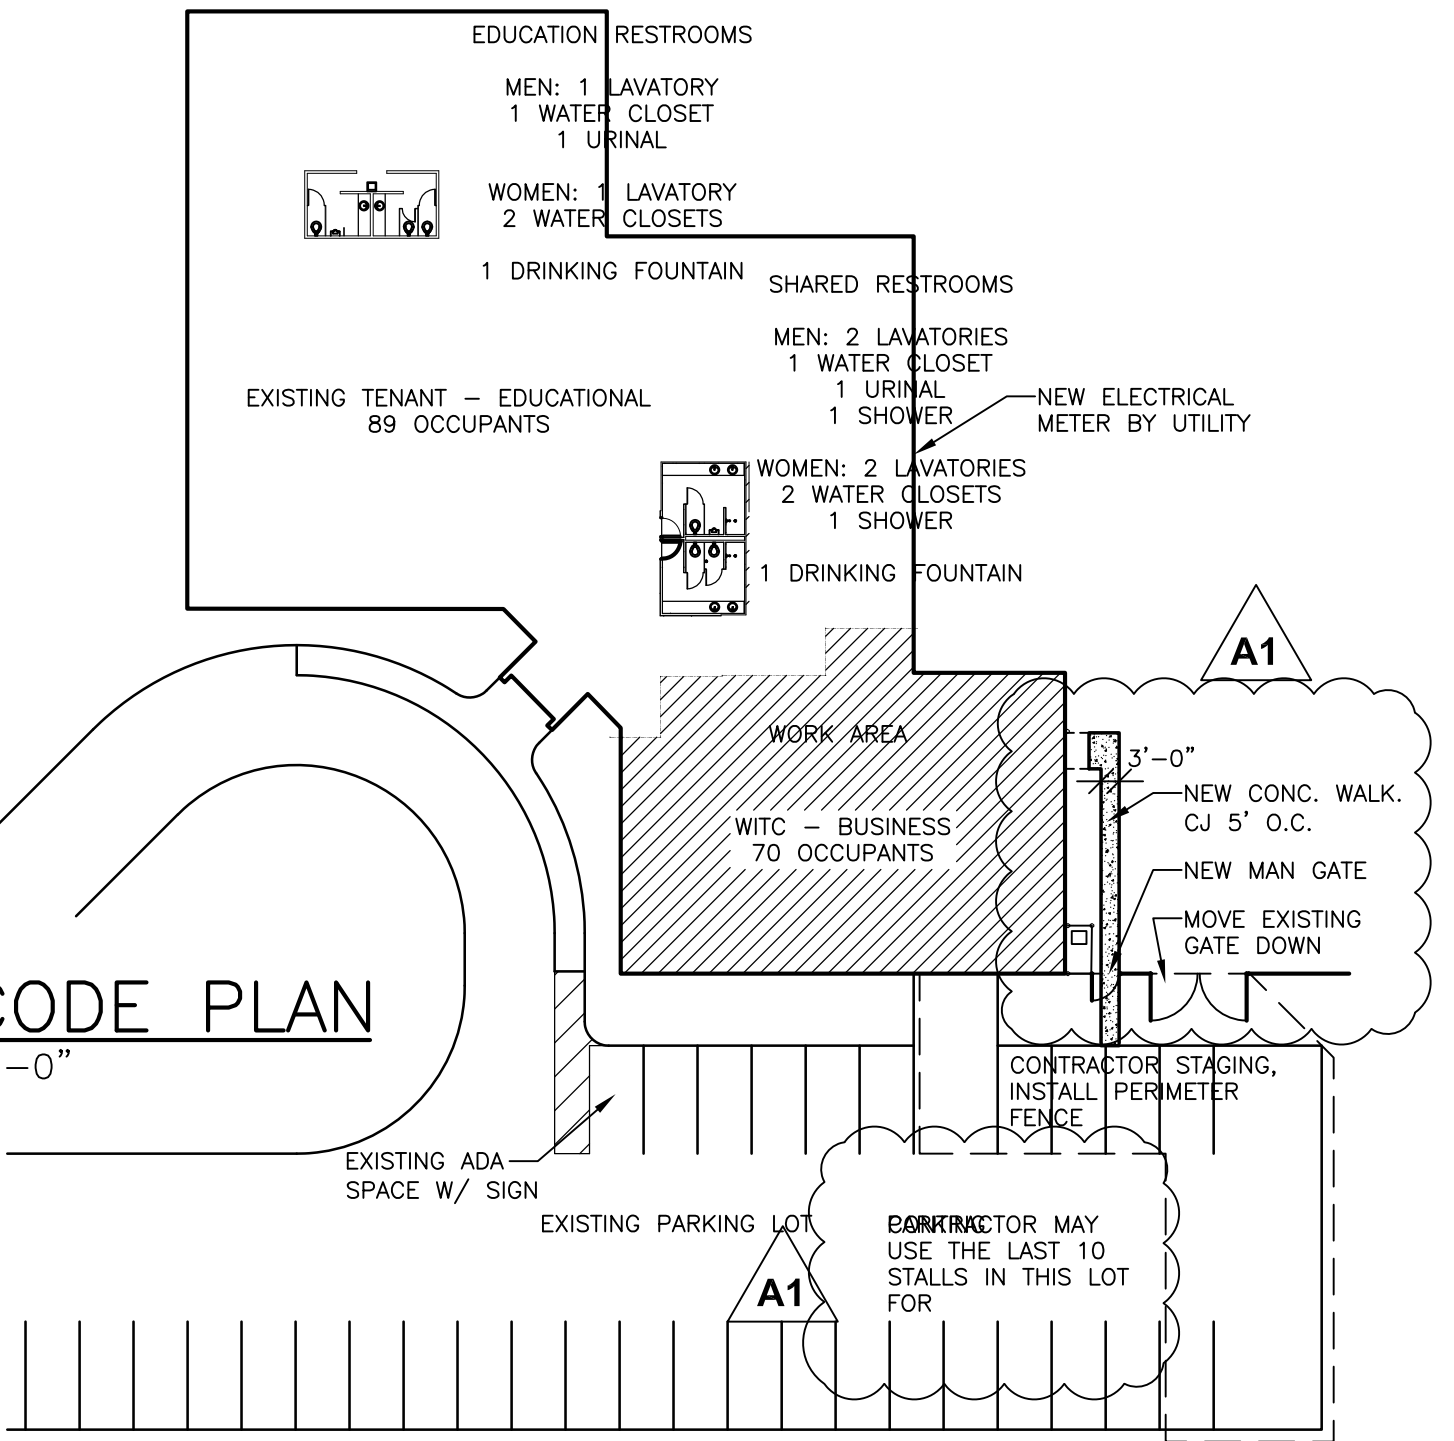 EDUCATION RESTROOMS
MEN: 1 LAVATORY
1 WATER CLOSET
1 URINAL
WOMEN: 1 LAVATORY
2 WATER CLOSETS
1 DRINKING FOUNTAIN
SHARED RESTROOMS
MEN: 2 LAVATORIES
1 WATER CLOSET
1 URINAL
1 SHOWER
WOMEN: 2 LAVATORIES
2 WATER CLOSETS
1 SHOWER
1 DRINKING FOUNTAIN
EXISTING TENANT – EDUCATIONAL
89 OCCUPANTS
NEW ELECTRICAL
METER BY UTILITY
A1
WORK AREA
WITC – BUSINESS
70 OCCUPANTS
3'-0"
NEW CONC. WALK.
CJ 5' O.C.
NEW MAN GATE
MOVE EXISTING
GATE DOWN
CODE PLAN
-0"
CONTRACTOR STAGING,
INSTALL PERIMETER
FENCE
EXISTING ADA
SPACE W/ SIGN
EXISTING PARKING LOT
A1
CONTRACTOR MAY
USE THE LAST 10
STALLS IN THIS LOT
FOR
PARKING